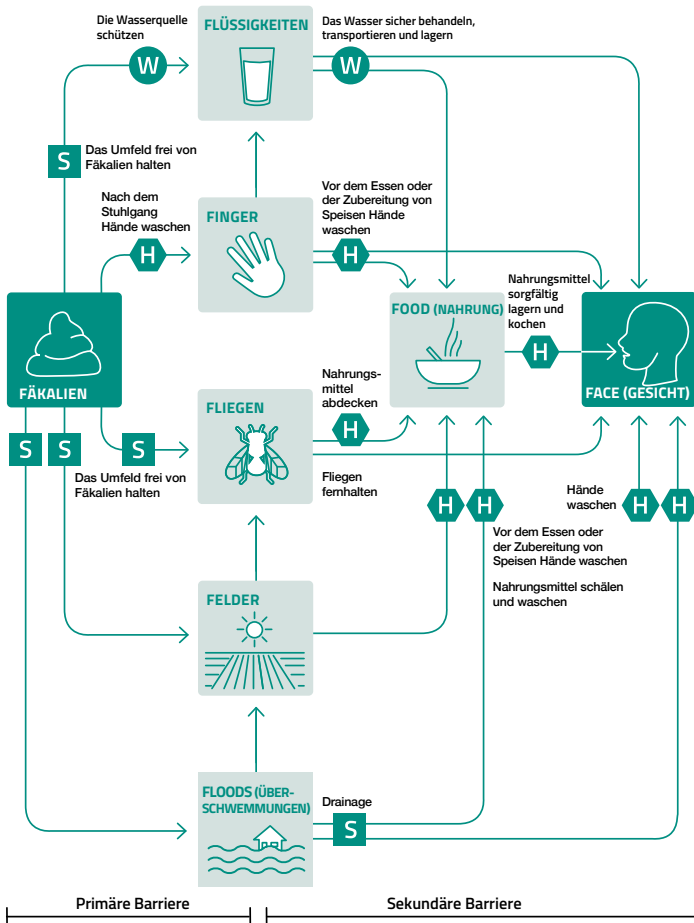 Die Wasserquelle
schützen
W
FLÜSSIGKEITEN
Das Wasser sicher behandeln,
transportieren und lagern
W
S
Das Umfeld frei von
Fäkalien halten
Nach dem
Stuhlgang
Hände waschen
H
FINGER
Vor dem Essen oder
der Zubereitung von
Speisen Hände
waschen
H
FOOD (NAHRUNG)
Nahrungsmittel
sorgfältig
lagern und
kochen
H
FÄKALIEN
FACE (GESICHT)
S
S
S
Das Umfeld frei von
Fäkalien halten
FLIEGEN
Nahrungs-
mittel
abdecken
H
Fliegen
fernhalten
H
H
Vor dem Essen oder
der Zubereitung von
Speisen Hände waschen
Nahrungsmittel schälen
und waschen
Hände
waschen
H
H
FELDER
FLOODS (ÜBER-
SCHWEMMUNGEN)
Drainage
S
Primäre Barriere
Sekundäre Barriere